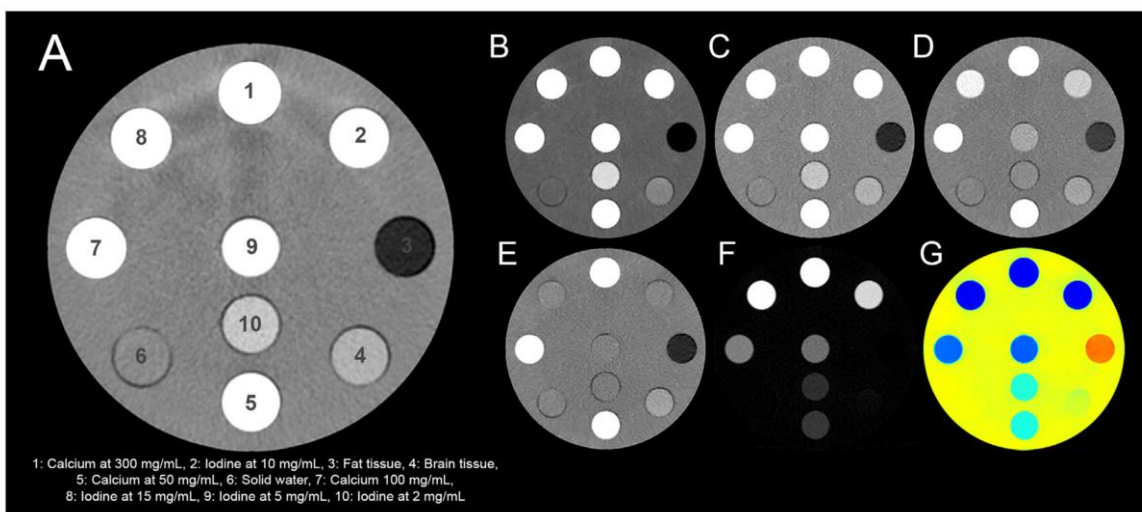 A
B
C
D
1
8
2
7
9
3
10
6
4
5
E
F
G
1: Calcium at 300 mg/mL, 2: Iodine at 10 mg/mL, 3: Fat tissue, 4: Brain tissue,
5: Calcium at 50 mg/mL, 6: Solid water, 7: Calcium 100 mg/mL,
8: Iodine at 15 mg/mL, 9: Iodine at 5 mg/mL, 10: Iodine at 2 mg/mL